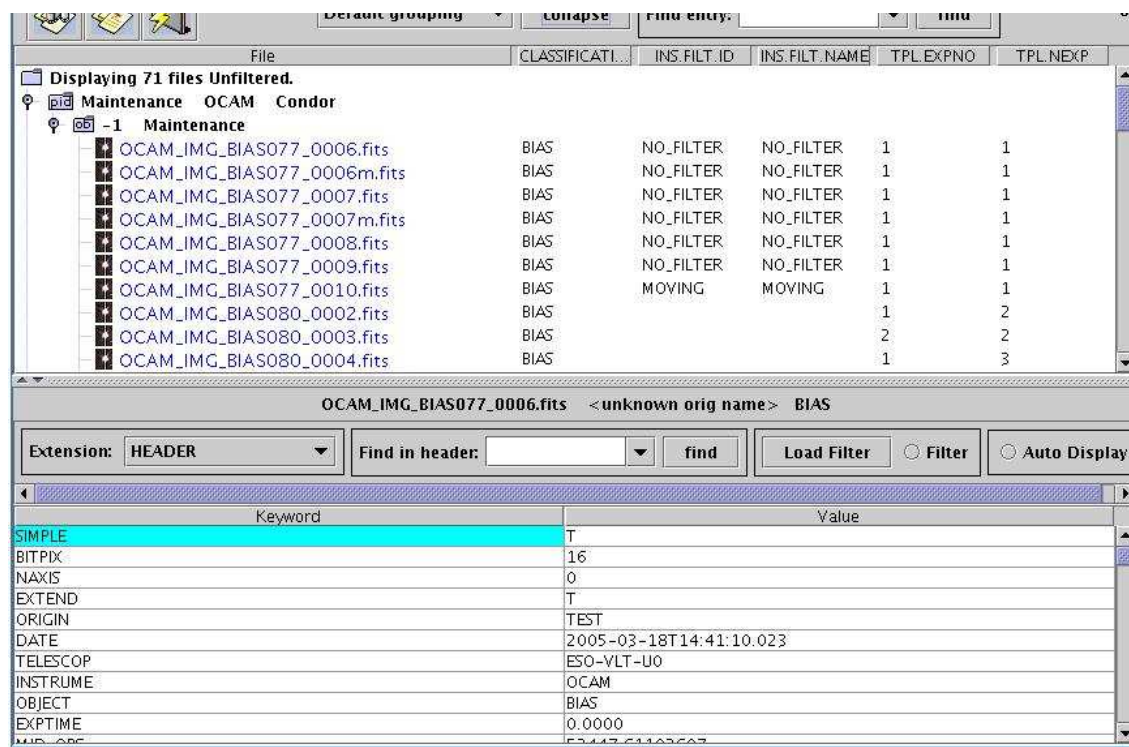 Default grouping Collapse Find entry: find
File CLASSIFICATI... INS.FILT.ID INS.FILT.NAME TPL.EXPNO TPL.NEXP
Displaying 71 files Unfiltered.
pid Maintenance OCAM Condor
ob -1 Maintenance
OCAM_IMG_BIAS077_0006.fits BIAS NO_FILTER NO_FILTER 1 1
OCAM_IMG_BIAS077_0006m.fits BIAS NO_FILTER NO_FILTER 1 1
OCAM_IMG_BIAS077_0007.fits BIAS NO_FILTER NO_FILTER 1 1
OCAM_IMG_BIAS077_0007m.fits BIAS NO_FILTER NO_FILTER 1 1
OCAM_IMG_BIAS077_0008.fits BIAS NO_FILTER NO_FILTER 1 1
OCAM_IMG_BIAS077_0009.fits BIAS NO_FILTER NO_FILTER 1 1
OCAM_IMG_BIAS077_0010.fits BIAS MOVING MOVING 1 1
OCAM_IMG_BIAS080_0002.fits BIAS 1 2
OCAM_IMG_BIAS080_0003.fits BIAS 2 2
OCAM_IMG_BIAS080_0004.fits BIAS 1 3
OCAM_IMG_BIAS077_0006.fits <unknown orig name> BIAS
Extension: HEADER Find in header: find Load Filter Filter Auto Display
Keyword Value
SIMPLE T
BITPIX 16
NAXIS 0
EXTEND T
ORIGIN TEST
DATE 2005-03-18T14:41:10.023
TELESCOP ESO-VLT-U0
INSTRUME OCAM
OBJECT BIAS
EXPTIME 0.0000